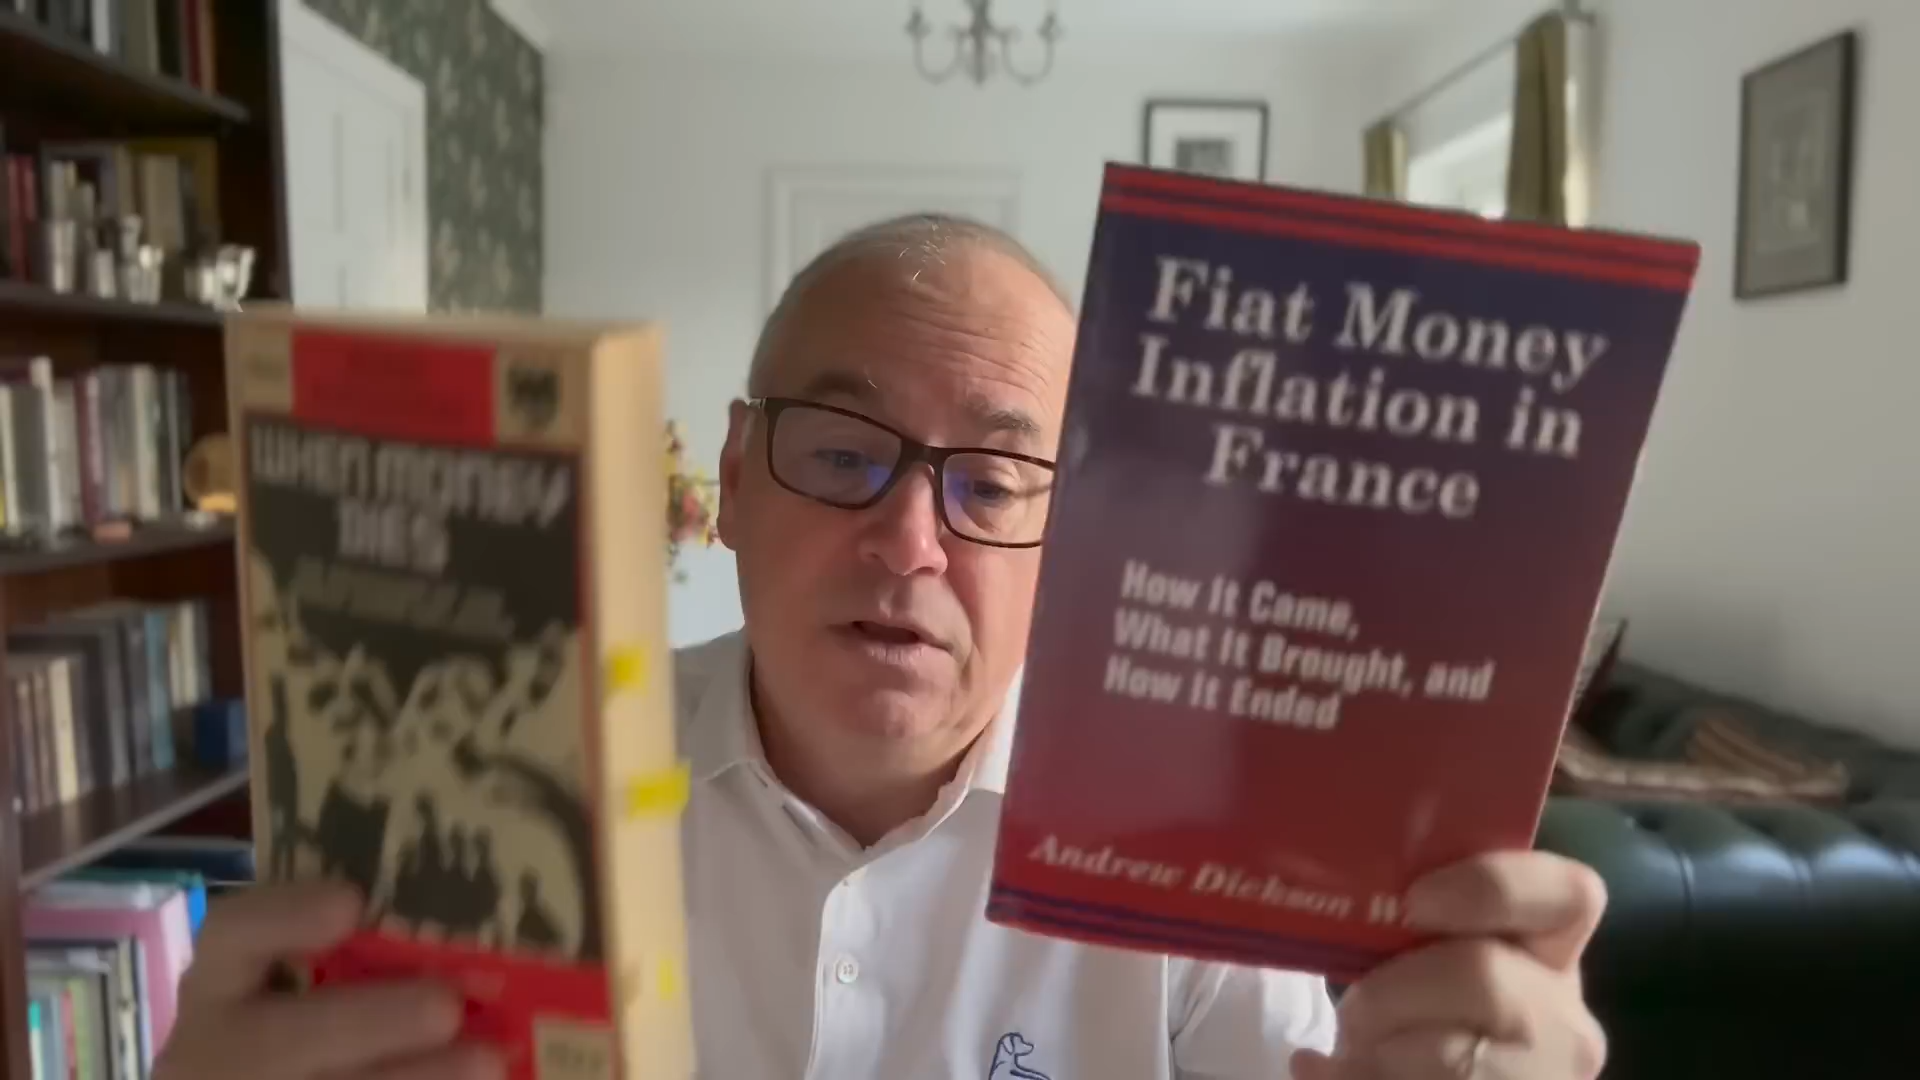 WHEN MONEY
DIES
Fiat Money
Inflation in
France
How It Came,
What It Brought, and
How It Ended
Andrew Dickson